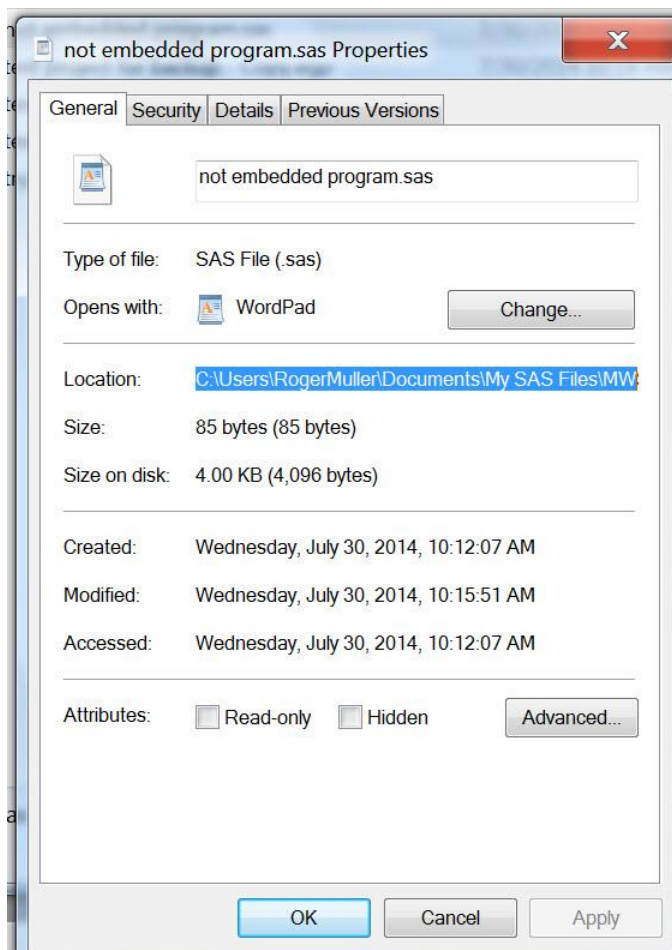 not embedded program.sas Properties
General Security Details Previous Versions
not embedded program.sas
Type of file: SAS File (.sas)
Opens with: WordPad Change...
Location: C:\Users\RogerMuller\Documents\My SAS Files\MW
Size: 85 bytes (85 bytes)
Size on disk: 4.00 KB (4,096 bytes)
Created: Wednesday, July 30, 2014, 10:12:07 AM
Modified: Wednesday, July 30, 2014, 10:15:51 AM
Accessed: Wednesday, July 30, 2014, 10:12:07 AM
Attributes: Read-only Hidden Advanced...
OK Cancel Apply